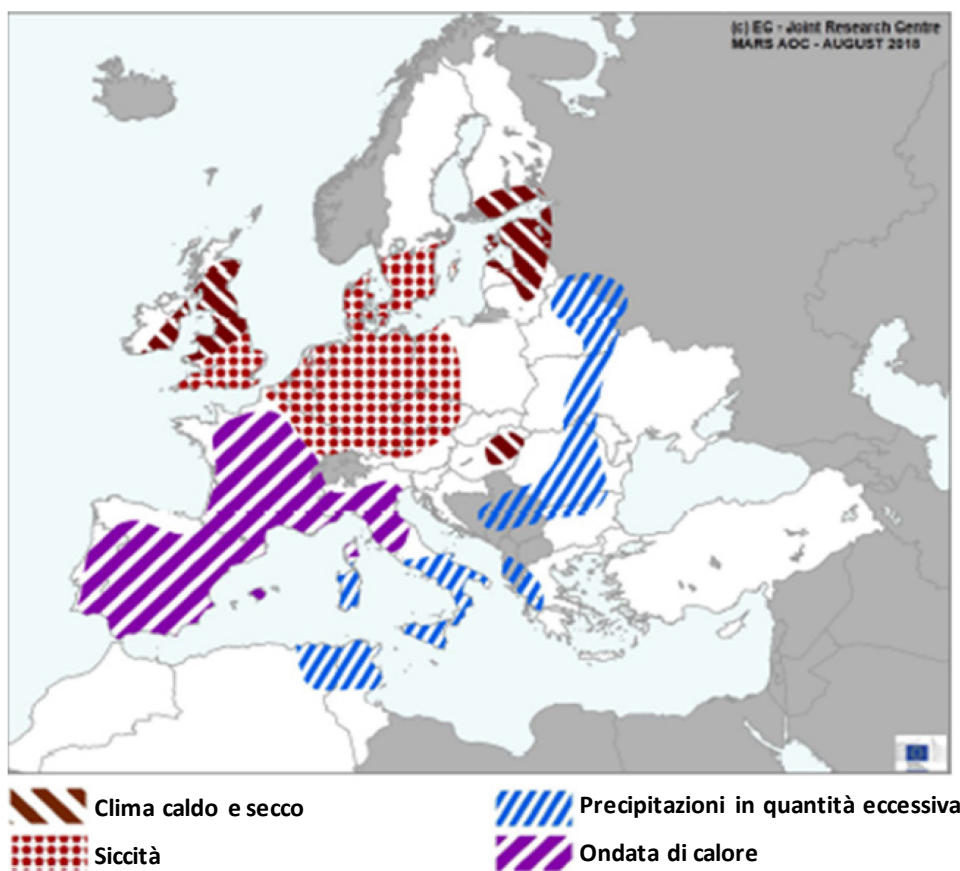 (c) EC - Joint Research Centre
MARS AOC - AUGUST 2018
Clima caldo e secco
Precipitazioni in quantità eccessiva
Siccità
Ondata di calore